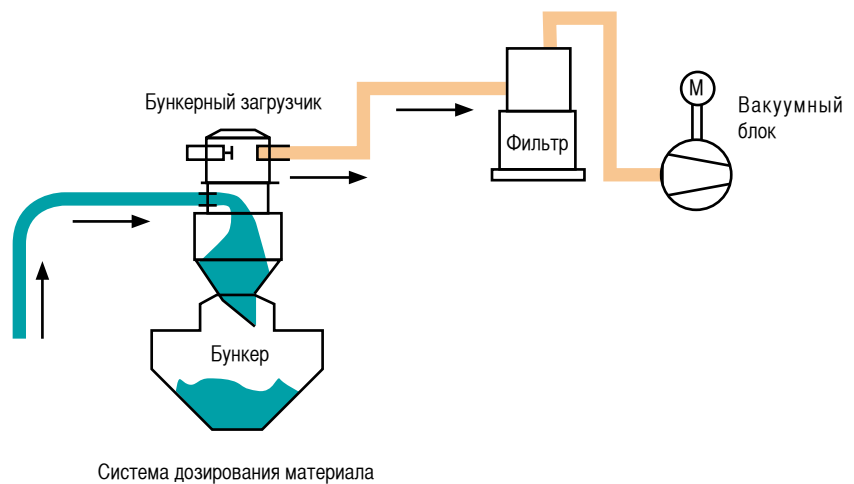 Бункерный загрузчик
М
Вакуумный
блок
Фильтр
Бункер
Система дозирования материала